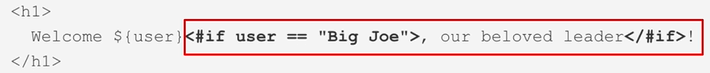 <h1>
Welcome ${user}<#if user == "Big Joe">, our beloved leader</#if>!
</h1>